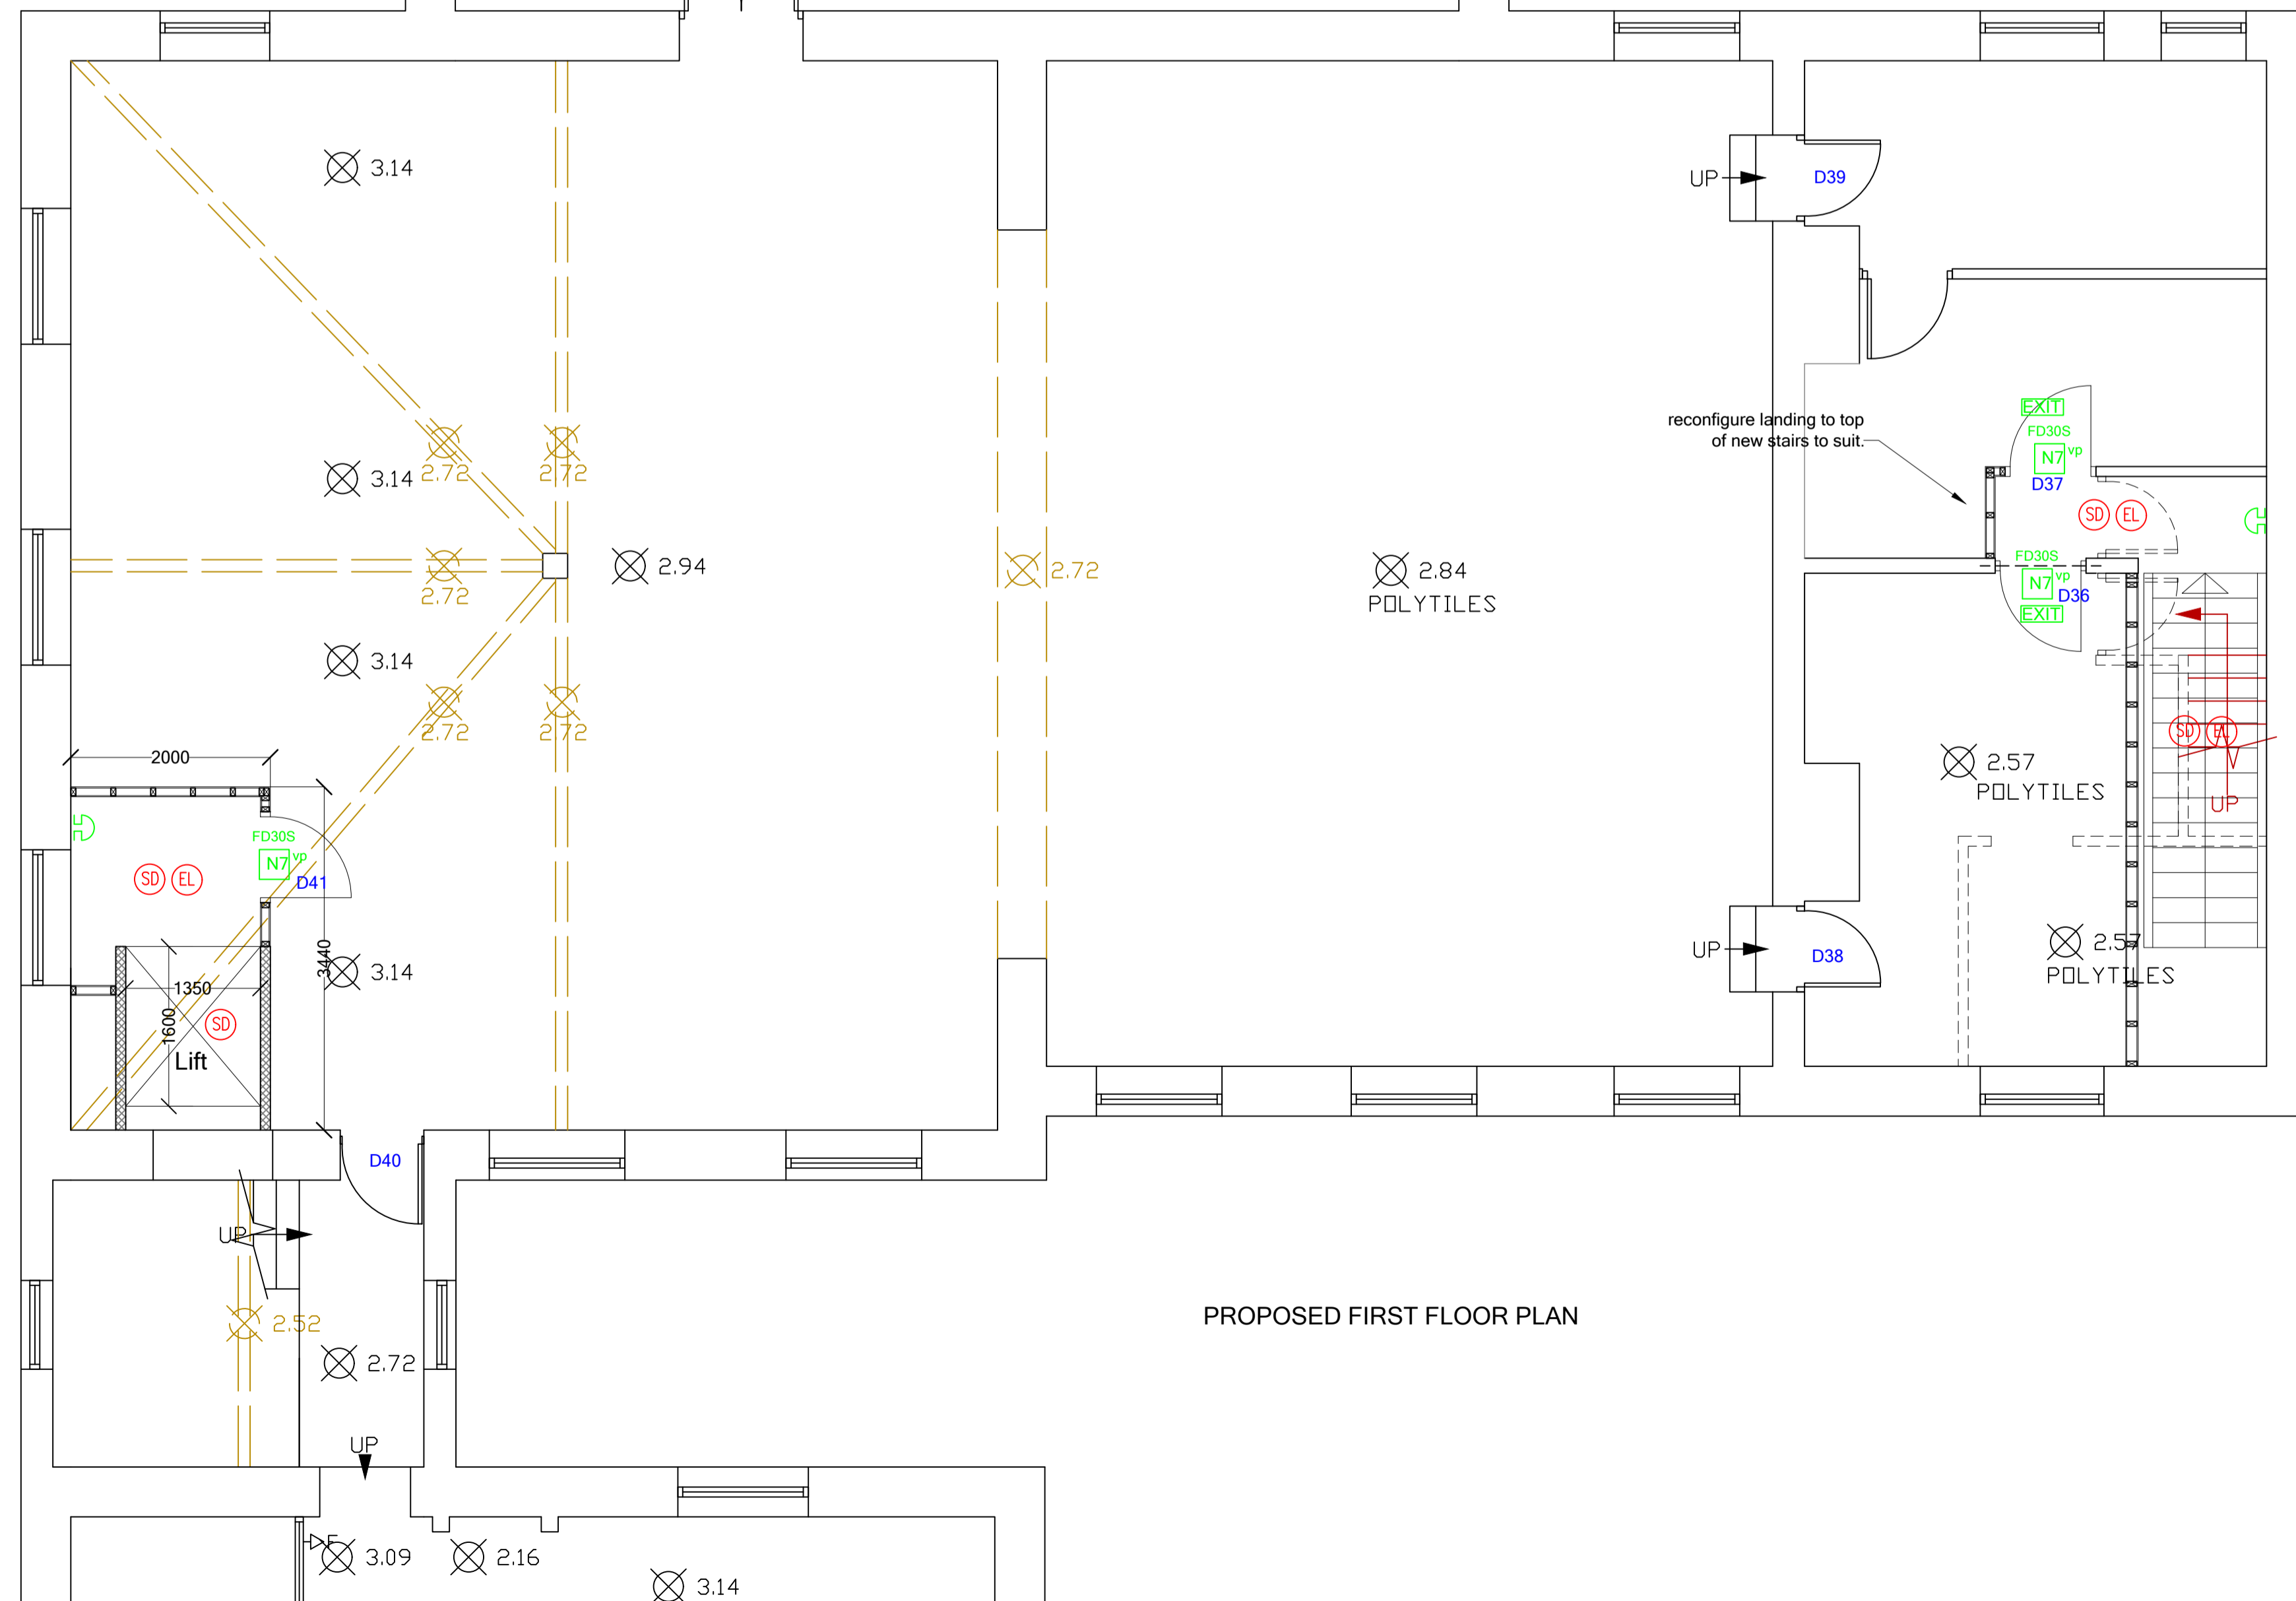 3.14
D39
UP
EXIT
FD30S
N7 vp
D37
reconfigure landing to top
of new stairs to suit.
2.72
2.72
3.14
SD
EL
2.72
2.94
2.72
2.84
POLYTILES
FD30S
N7 vp
D36
EXIT
3.14
2.72
2.72
SD
EL
2000
2.57
POLYTILES
UP
FD30S
N7 vp
D41
SD
EL
3440
3.14
UP
D38
2.57
POLYTILES
1350
1600
SD
Lift
D40
UP
2.52
PROPOSED FIRST FLOOR PLAN
2.72
UP
F
3.09
2.16
3.14